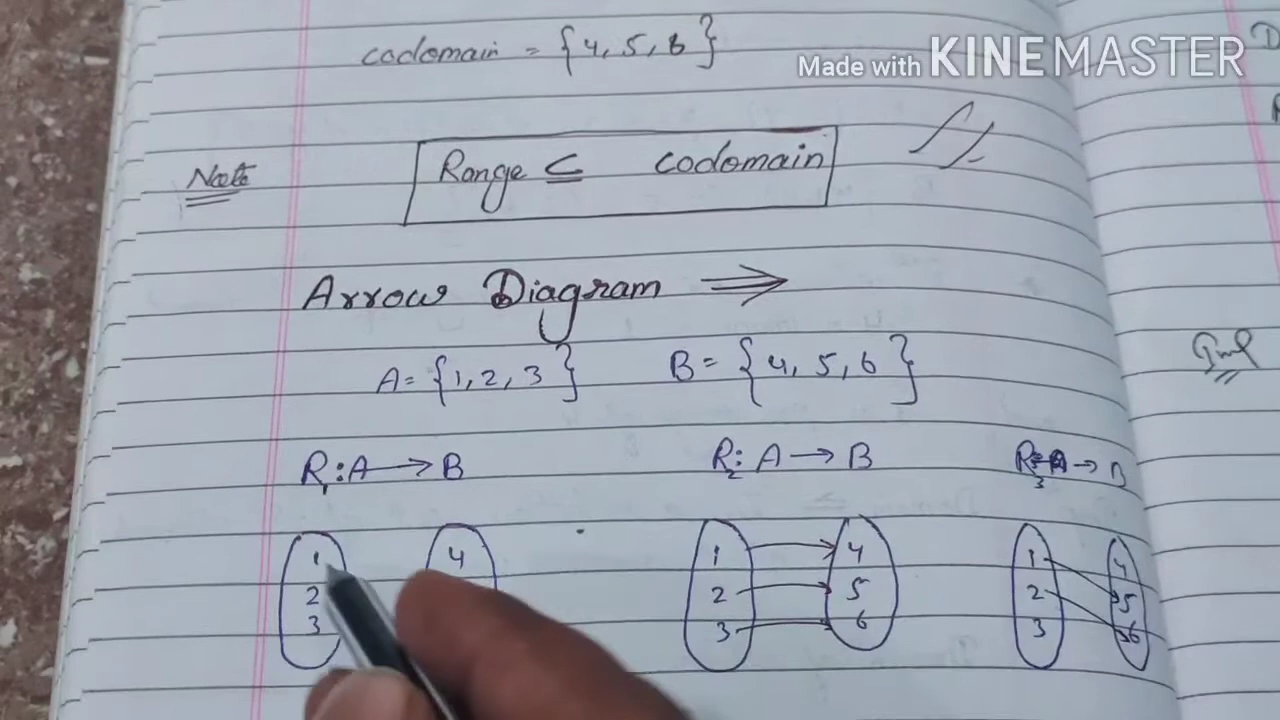 codomain = {4, 5, 6}
Made with KINEMASTER
Note
Range ⊆ codomain
Arrow Diagram ⇒
A = {1, 2, 3} B = {4, 5, 6}
R₁ : A → B R₂ : A → B R₃ : A → B
1 4 1 4 1 4
2 2 5 2 5
3 3 6 3 6